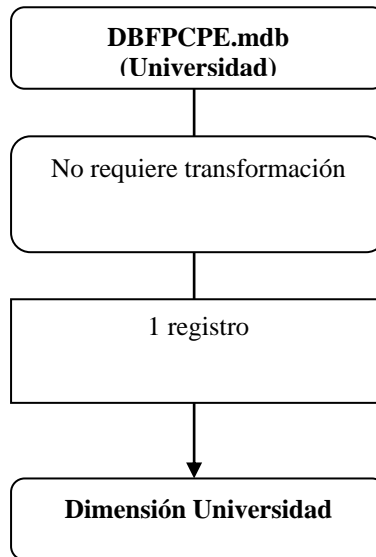 DBFPCPE.mdb
(Universidad)
No requiere transformación
1 registro
Dimensión Universidad